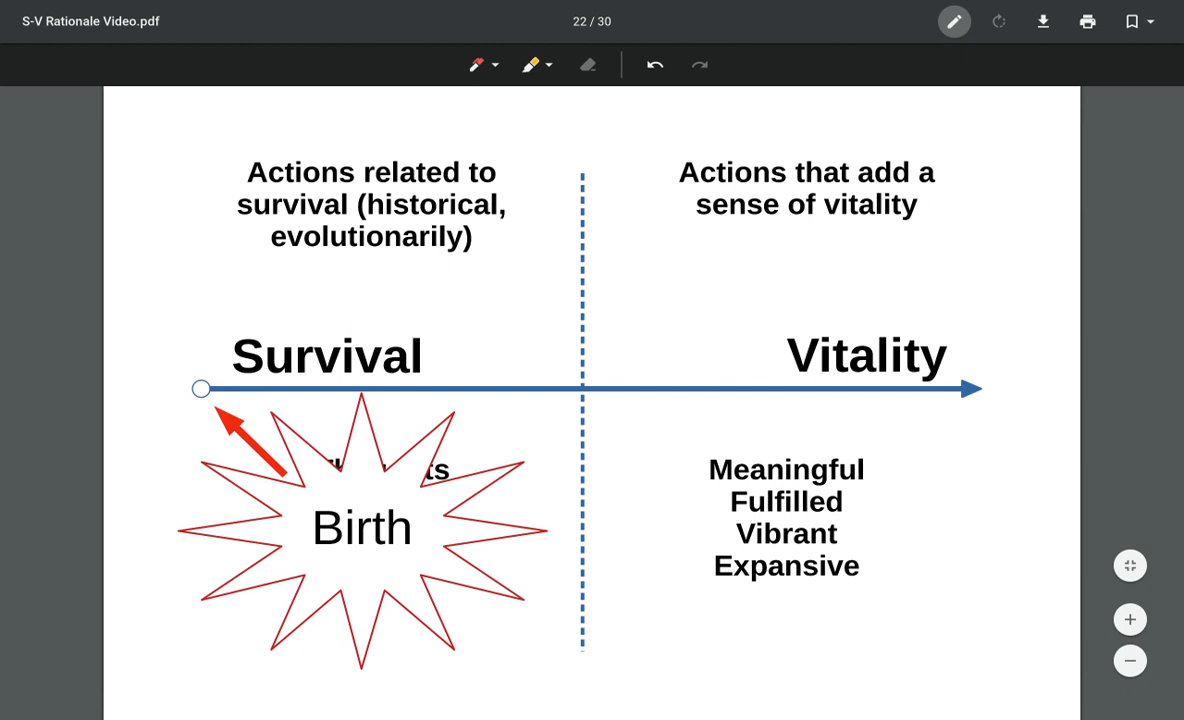 S-V Rationale Video.pdf
22 / 30
Actions related to
survival (historical,
evolutionarily)
Actions that add a
sense of vitality
Survival
Vitality
Birth
Meaningful
Fulfilled
Vibrant
Expansive